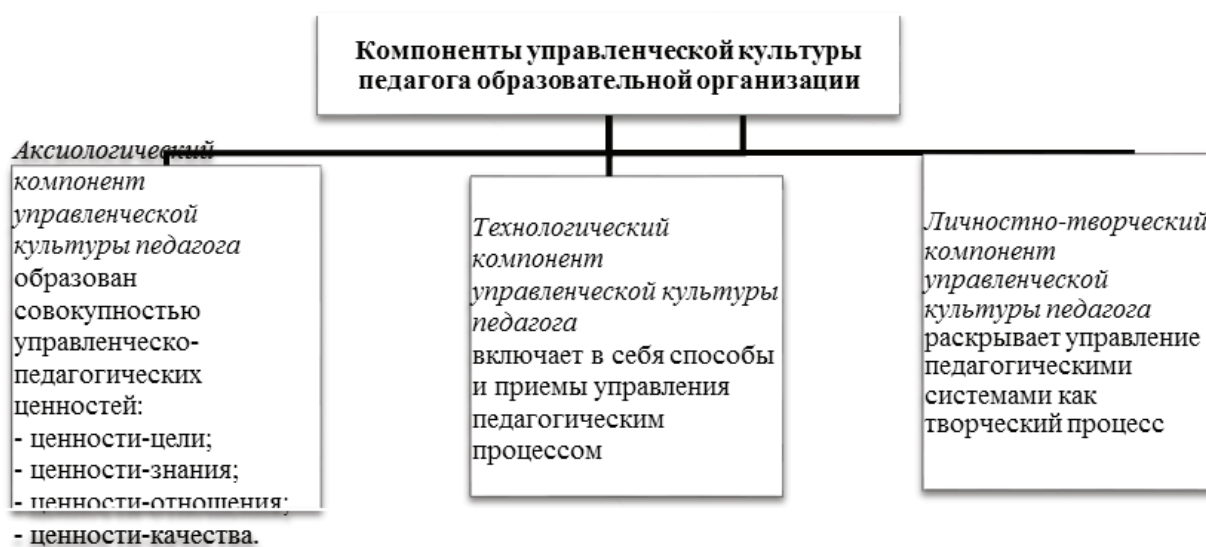 Компоненты управленческой культуры
педагога образовательной организации
Аксиологический
компонент
управленческой
культуры педагога
образован
совокупностью
управленческо-
педагогических
ценностей:
- ценности-цели;
- ценности-знания;
- ценности-отношения;
- ценности-качества.
Технологический
компонент
управленческой культуры
педагога
включает в себя способы
и приемы управления
педагогическим
процессом
Личностно-творческий
компонент
управленческой
культуры педагога
раскрывает управление
педагогическими
системами как
творческий процесс